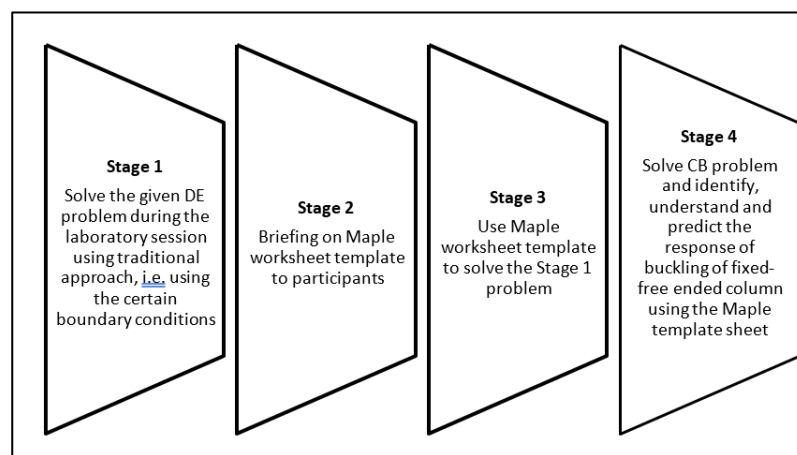 Stage 1
Solve the given DE
problem during the
laboratory session
using traditional
approach, i.e. using
the certain
boundary conditions
Stage 2
Briefing on Maple
worksheet template
to participants
Stage 3
Use Maple
worksheet template
to solve the Stage 1
problem
Stage 4
Solve CB problem
and identify,
understand and
predict the
response of
buckling of fixed-
free ended column
using the Maple
template sheet